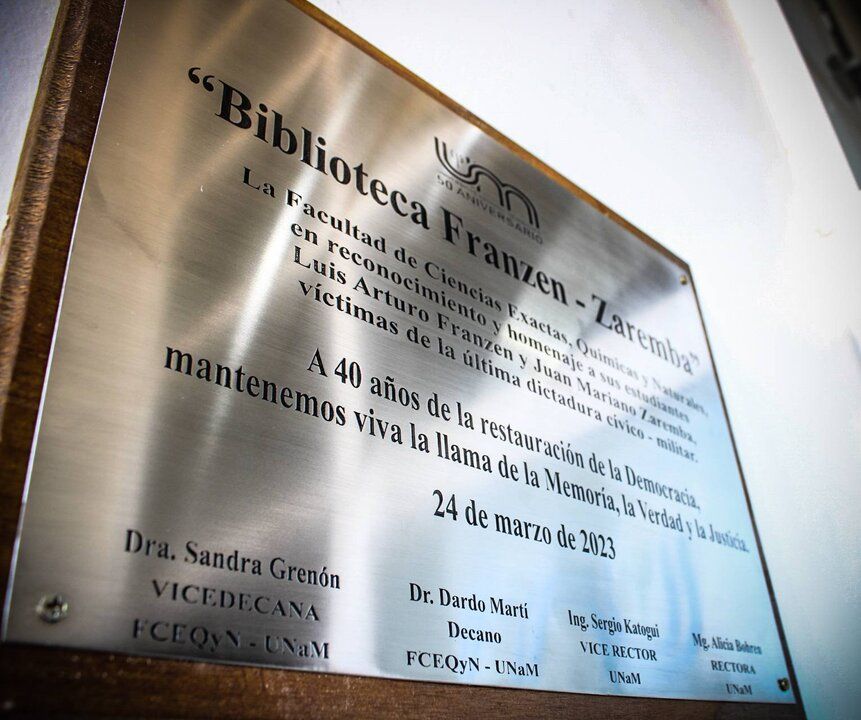 50 ANIVERSARIO
“Biblioteca Franzen - Zaremba”
La Facultad de Ciencias Exactas, Químicas y Naturales,
en reconocimiento y homenaje a sus estudiantes
Luis Arturo Franzen y Juan Mariano Zaremba,
víctimas de la última dictadura cívico - militar.
A 40 años de la restauración de la Democracia,
mantenemos viva la llama de la Memoría, la Verdad y la Justicia.
24 de marzo de 2023
Dra. Sandra Grenón
VICEDECANA
FCEQyN - UNaM
Dr. Dardo Martí
Decano
FCEQyN - UNaM
Ing. Sergio Katogui
VICE RECTOR
UNaM
Mg. Alicia Bohren
RECTORA
UNaM